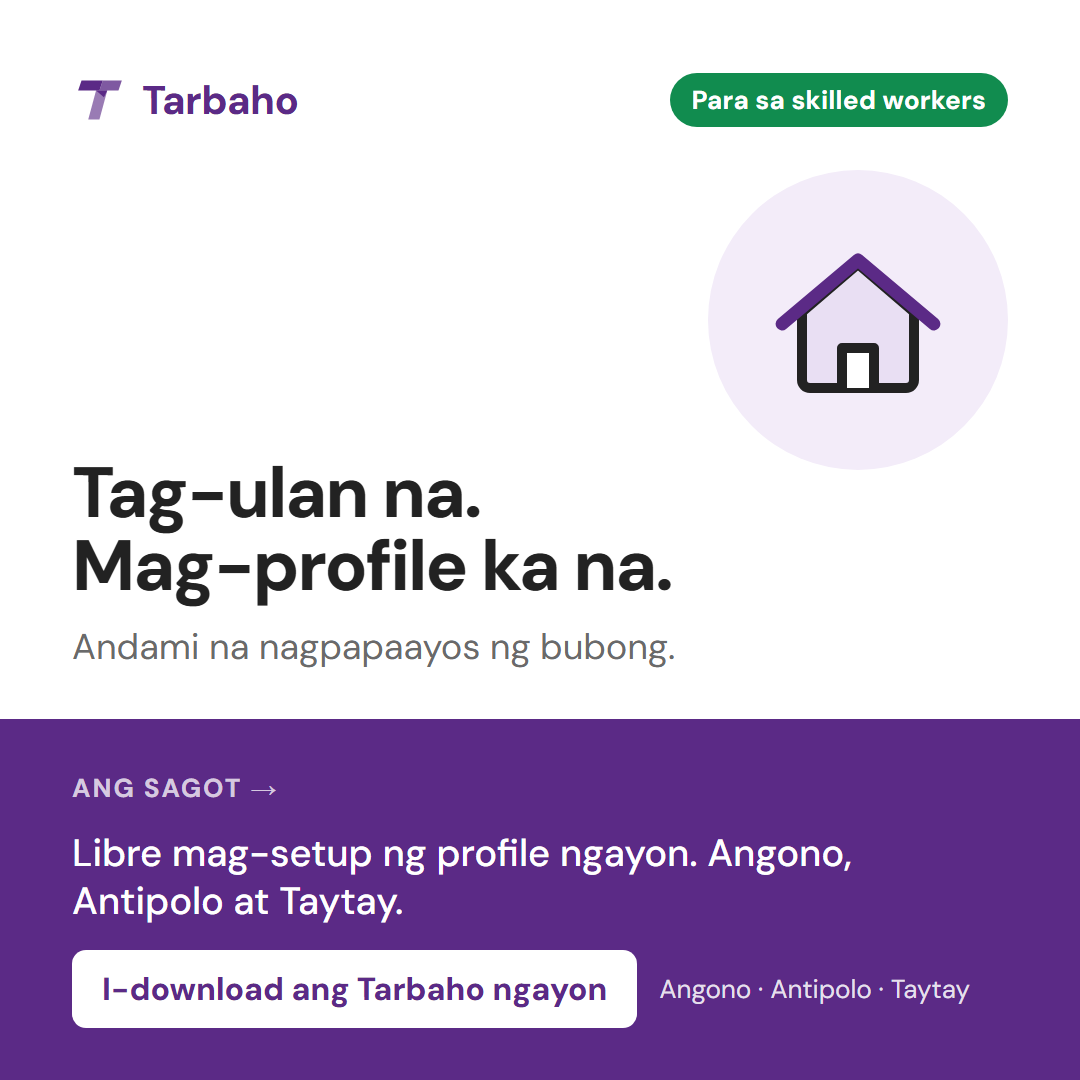 Tarbaho
Para sa skilled workers
Tag-ulan na.
Mag-profile ka na.
Andami na nagpapaayos ng bubong.
ANG SAGOT →
Libre mag-setup ng profile ngayon. Angono,
Antipolo at Taytay.
I-download ang Tarbaho ngayon
Angono · Antipolo · Taytay